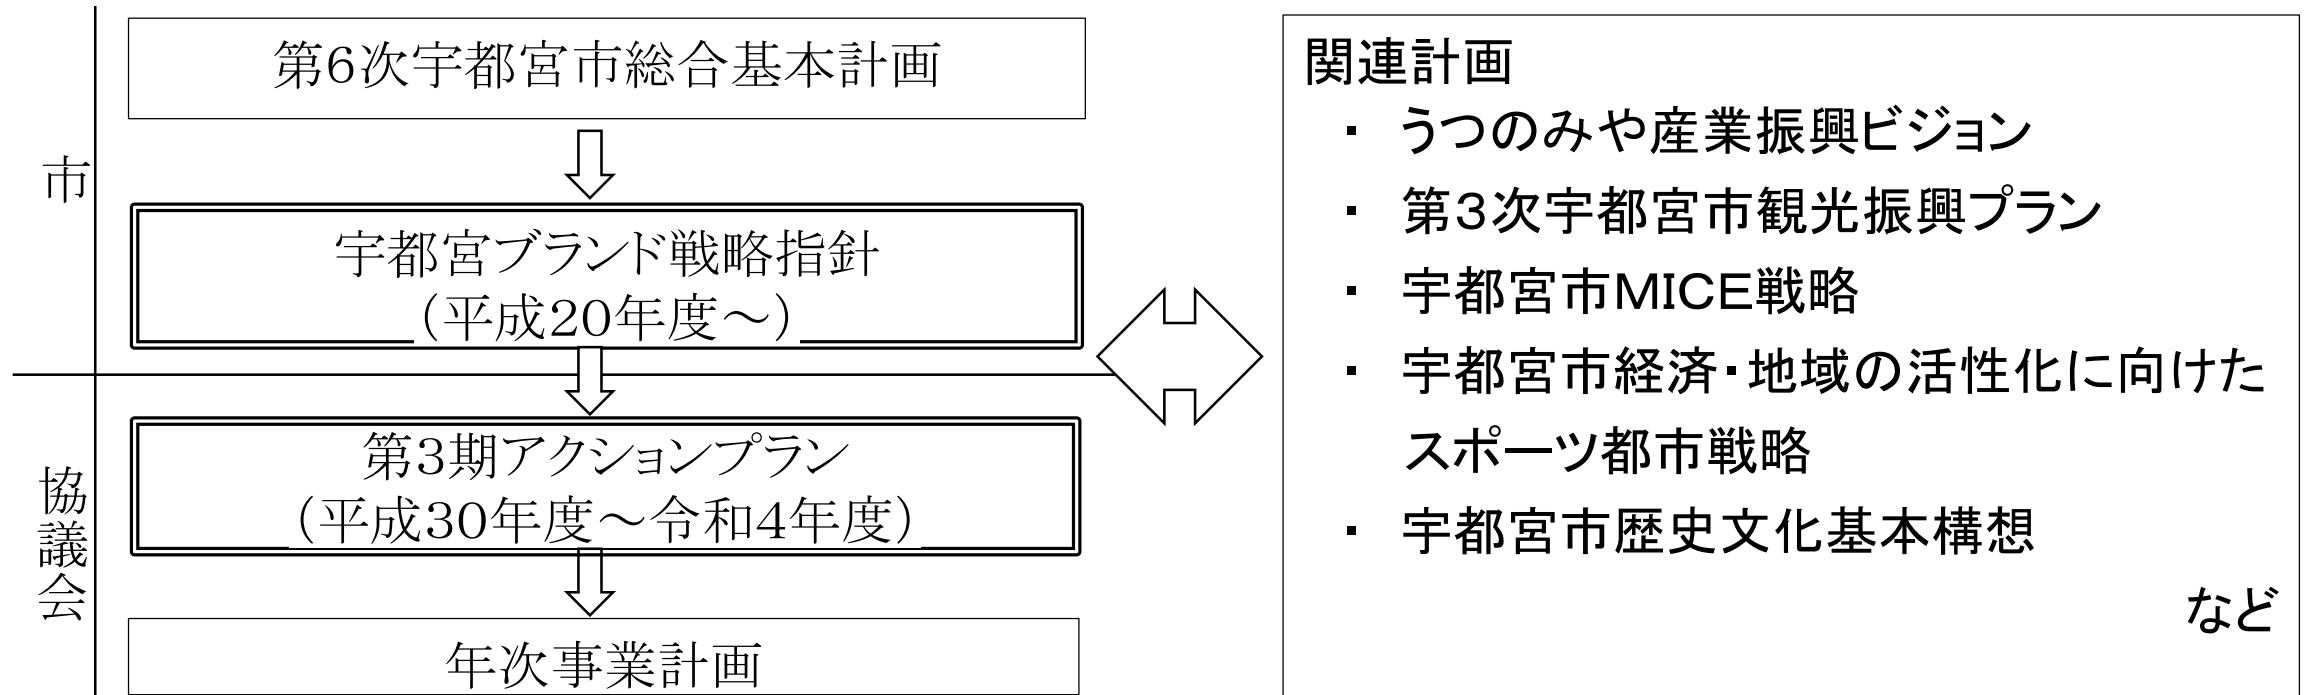 市
第6次宇都宮市総合基本計画
宇都宮ブランド戦略指針
（平成20年度～）
協議会
第3期アクションプラン
（平成30年度～令和4年度）
年次事業計画
関連計画
・ うつのみや産業振興ビジョン
・ 第3次宇都宮市観光振興プラン
・ 宇都宮市MICE戦略
・ 宇都宮市経済・地域の活性化に向けた
スポーツ都市戦略
・ 宇都宮市歴史文化基本構想
など